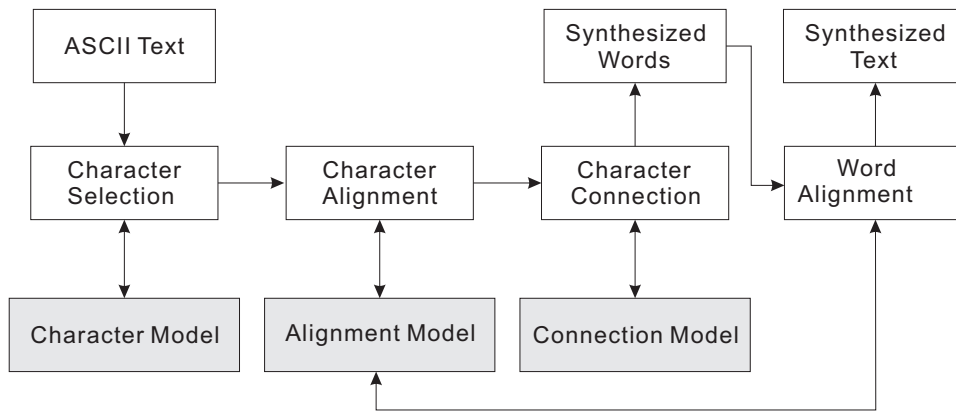 ASCII Text
Synthesized
Words
Synthesized
Text
Character
Selection
Character
Alignment
Character
Connection
Word
Alignment
Character Model
Alignment Model
Connection Model